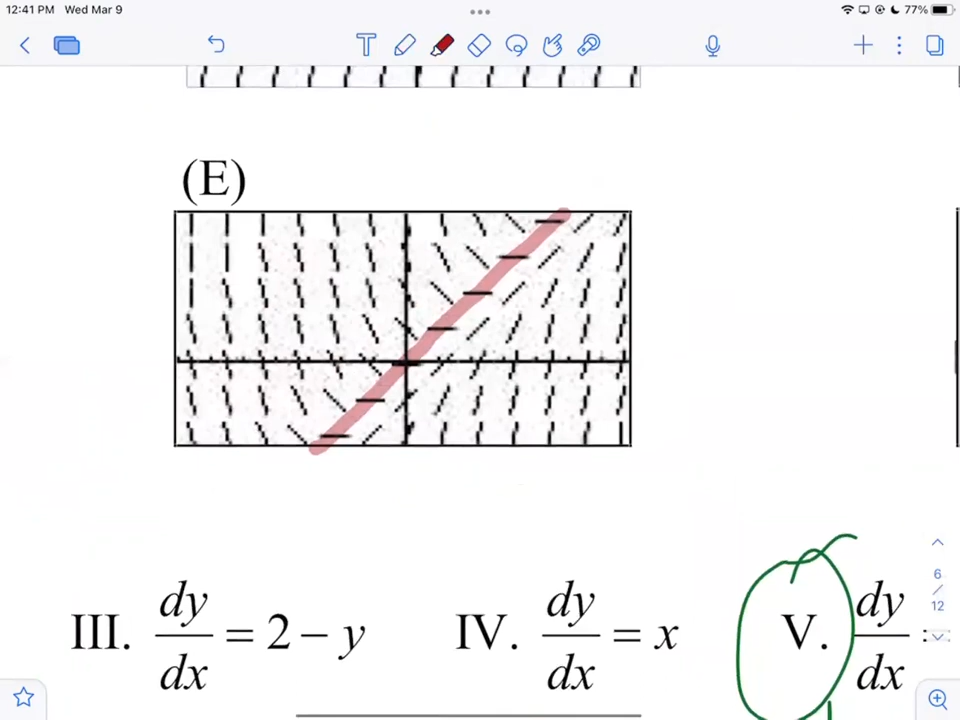 12:41 PM Wed Mar 9
77%
T
(E)
III. dy/dx = 2 − y
IV. dy/dx = x
V. dy/dx =
6
/
12